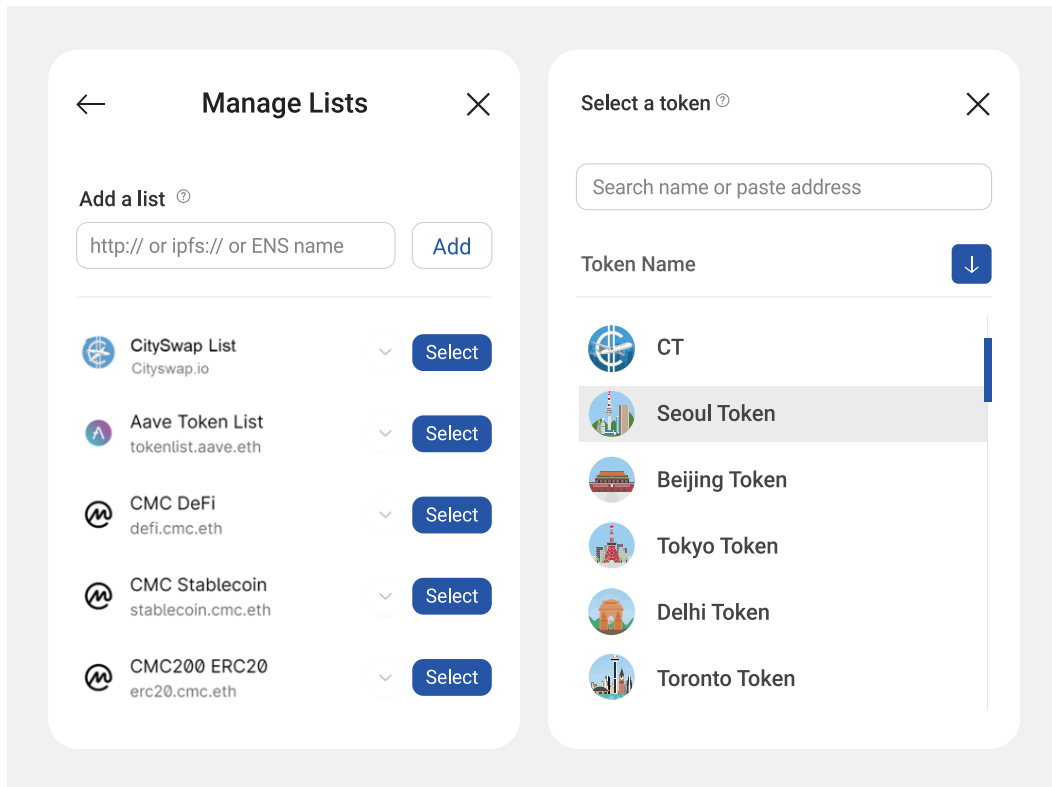 Manage Lists
Add a list ?
http:// or ipfs:// or ENS name
Add
CitySwap List
Cityswap.io
Select
Aave Token List
tokenlist.aave.eth
Select
CMC DeFi
defi.cmc.eth
Select
CMC Stablecoin
stablecoin.cmc.eth
Select
CMC200 ERC20
erc20.cmc.eth
Select
Select a token ?
Search name or paste address
Token Name
CT
Seoul Token
Beijing Token
Tokyo Token
Delhi Token
Toronto Token